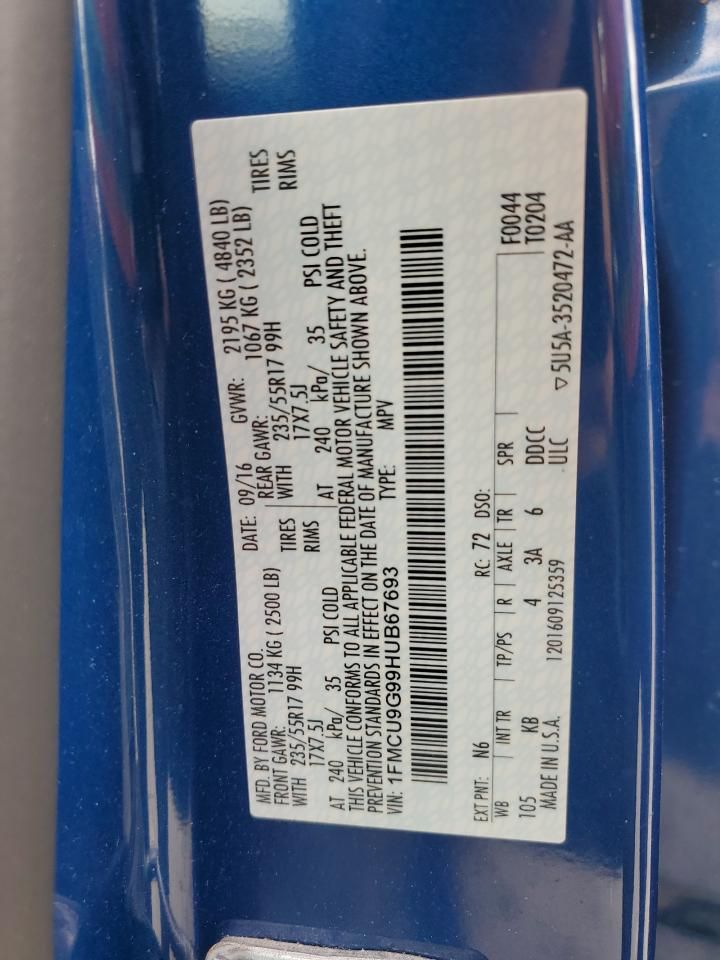 MFD. BY FORD MOTOR CO. DATE: 09/16 GVWR: 2195 KG ( 4840 LB)
FRONT GAWR: 1134 KG ( 2500 LB) REAR GAWR: 1067 KG ( 2352 LB)
WITH 235/55R17 99H TIRES WITH 235/55R17 99H TIRES
17X7.5J RIMS 17X7.5J RIMS
AT 240 kPa/ 35 PSI COLD AT 240 kPa/ 35 PSI COLD
THIS VEHICLE CONFORMS TO ALL APPLICABLE FEDERAL MOTOR VEHICLE SAFETY AND THEFT
PREVENTION STANDARDS IN EFFECT ON THE DATE OF MANUFACTURE SHOWN ABOVE.
VIN: 1FMCU9G99HUB67693 TYPE: MPV
EXT PNT: N6 RC: 72 DSO: F0044
WB INT TR TP/PS R AXLE TR SPR T0204
105 KB 4 3A 6 DDCC
MADE IN U.S.A. 1201609125359 ULC ▽5U5A-3520472-AA